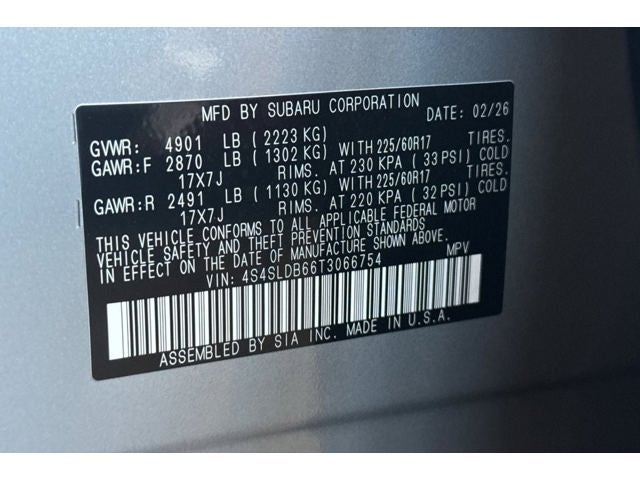 MFD BY SUBARU CORPORATION DATE: 02/26
GVWR: 4901 LB (2223 KG)
GAWR:F 2870 LB (1302 KG) WITH 225/60R17 TIRES.
17X7J RIMS. AT 230 KPA (33 PSI) COLD
GAWR:R 2491 LB (1130 KG) WITH 225/60R17 TIRES.
17X7J RIMS. AT 220 KPA (32 PSI) COLD
THIS VEHICLE CONFORMS TO ALL APPLICABLE FEDERAL MOTOR
VEHICLE SAFETY AND THEFT PREVENTION STANDARDS
IN EFFECT ON THE DATE OF MANUFACTURE SHOWN ABOVE.
VIN: 4S4SLDB66T3066754 MPV
ASSEMBLED BY SIA INC. MADE IN U.S.A.